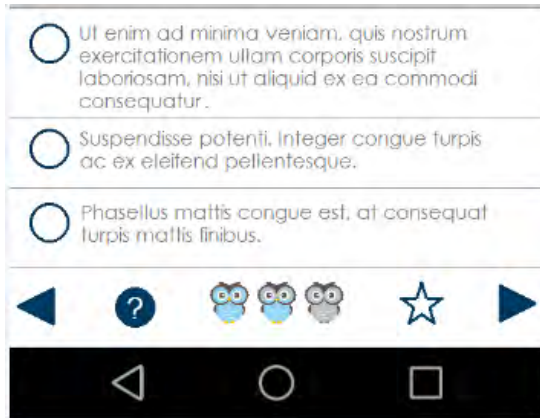 Ut enim ad minima veniam, quis nostrum
exercitationem ullam corporis suscipit
laboriosam, nisi ut aliquid ex ea commodi
consequatur.
Suspendisse potenti. Integer congue turpis
ac ex eleifend pellentesque.
Phasellus mattis congue est, at consequat
turpis mattis finibus.
?